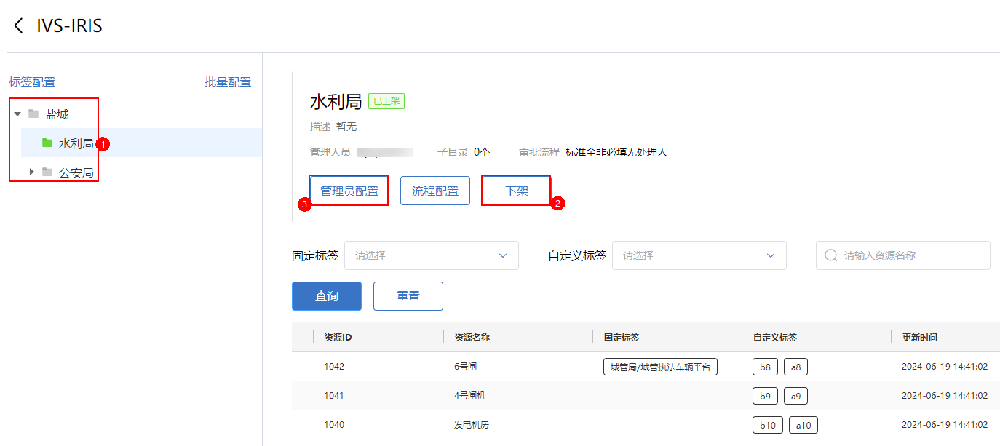 IVS-IRIS
标签配置 批量配置
盐城
水利局 1
公安局
水利局 已上架
描述 暂无
管理人员 子目录 0个 审批流程 标准全非必填无处理人
管理员配置 流程配置 下架
3 2
固定标签 请选择 自定义标签 请选择 请输入资源名称
查询 重置
资源ID 资源名称 固定标签 自定义标签 更新时间
1042 6号闸 城管局/城管执法车辆平台 b8 a8 2024-06-19 14:41:02
1041 4号闸机 b9 a9 2024-06-19 14:41:02
1040 发电机房 b10 a10 2024-06-19 14:41:02